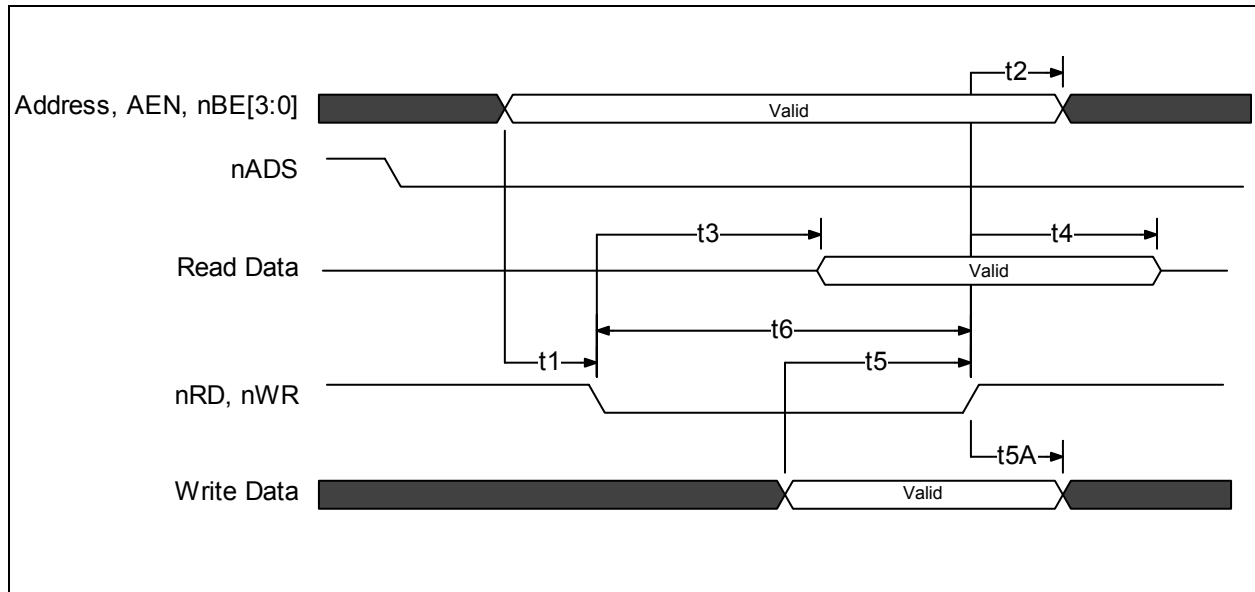 t2
Address, AEN, nBE[3:0]
Valid
nADS
t3
t4
Read Data
Valid
t6
t1
t5
nRD, nWR
t5A
Write Data
Valid